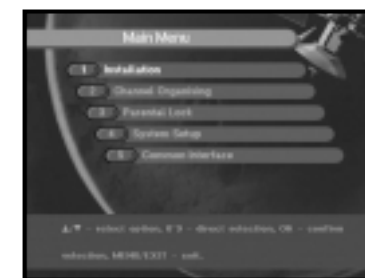 Main Menu
1 Installation
2 Channel Organising
3 Parental Lock
4 System Setup
5 Common Interface
▲/▼ - select option, 0~5 - direct selection, OK - confirm
selection, MENU/EXIT - exit.